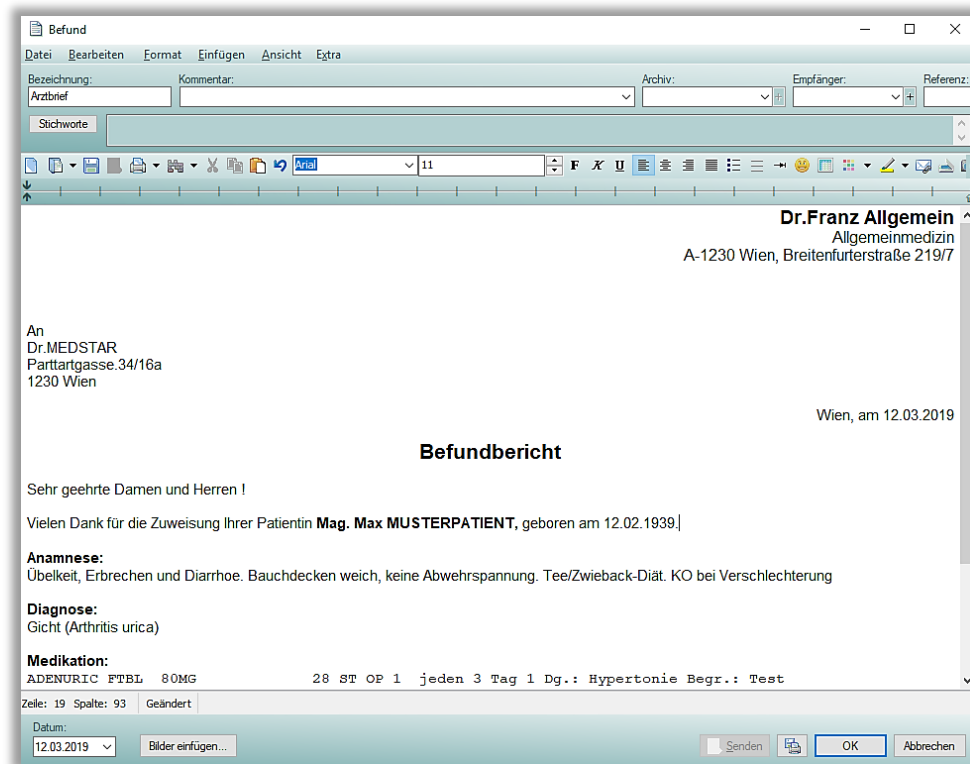 Befund
Datei Bearbeiten Format Einfügen Ansicht Extra
Bezeichnung: Kommentar: Archiv: Empfänger: Referenz:
Arztbrief
Stichworte
Arial 11 F K U
Dr.Franz Allgemein
Allgemeinmedizin
A-1230 Wien, Breitenfurterstraße 219/7
An
Dr.MEDSTAR
Parttartgasse.34/16a
1230 Wien
Wien, am 12.03.2019
Befundbericht
Sehr geehrte Damen und Herren !
Vielen Dank für die Zuweisung Ihrer Patientin Mag. Max MUSTERPATIENT, geboren am 12.02.1939.
Anamnese:
Übelkeit, Erbrechen und Diarrhoe. Bauchdecken weich, keine Abwehrspannung. Tee/Zwieback-Diät. KO bei Verschlechterung
Diagnose:
Gicht (Arthritis urica)
Medikation:
ADENURIC FTBL 80MG 28 ST OP 1 jeden 3 Tag 1 Dg.: Hypertonie Begr.: Test
Zeile: 19 Spalte: 93 Geändert
Datum:
12.03.2019 Bilder einfügen... Senden OK Abbrechen